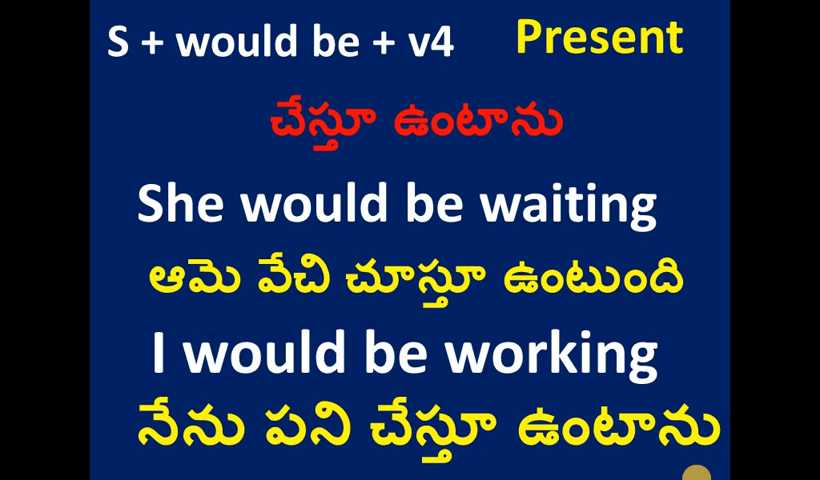 S + would be + v4 Present
చేస్తూ ఉంటాను
She would be waiting
ఆమె వేచి చూస్తూ ఉంటుంది
I would be working
నేను పని చేస్తూ ఉంటాను